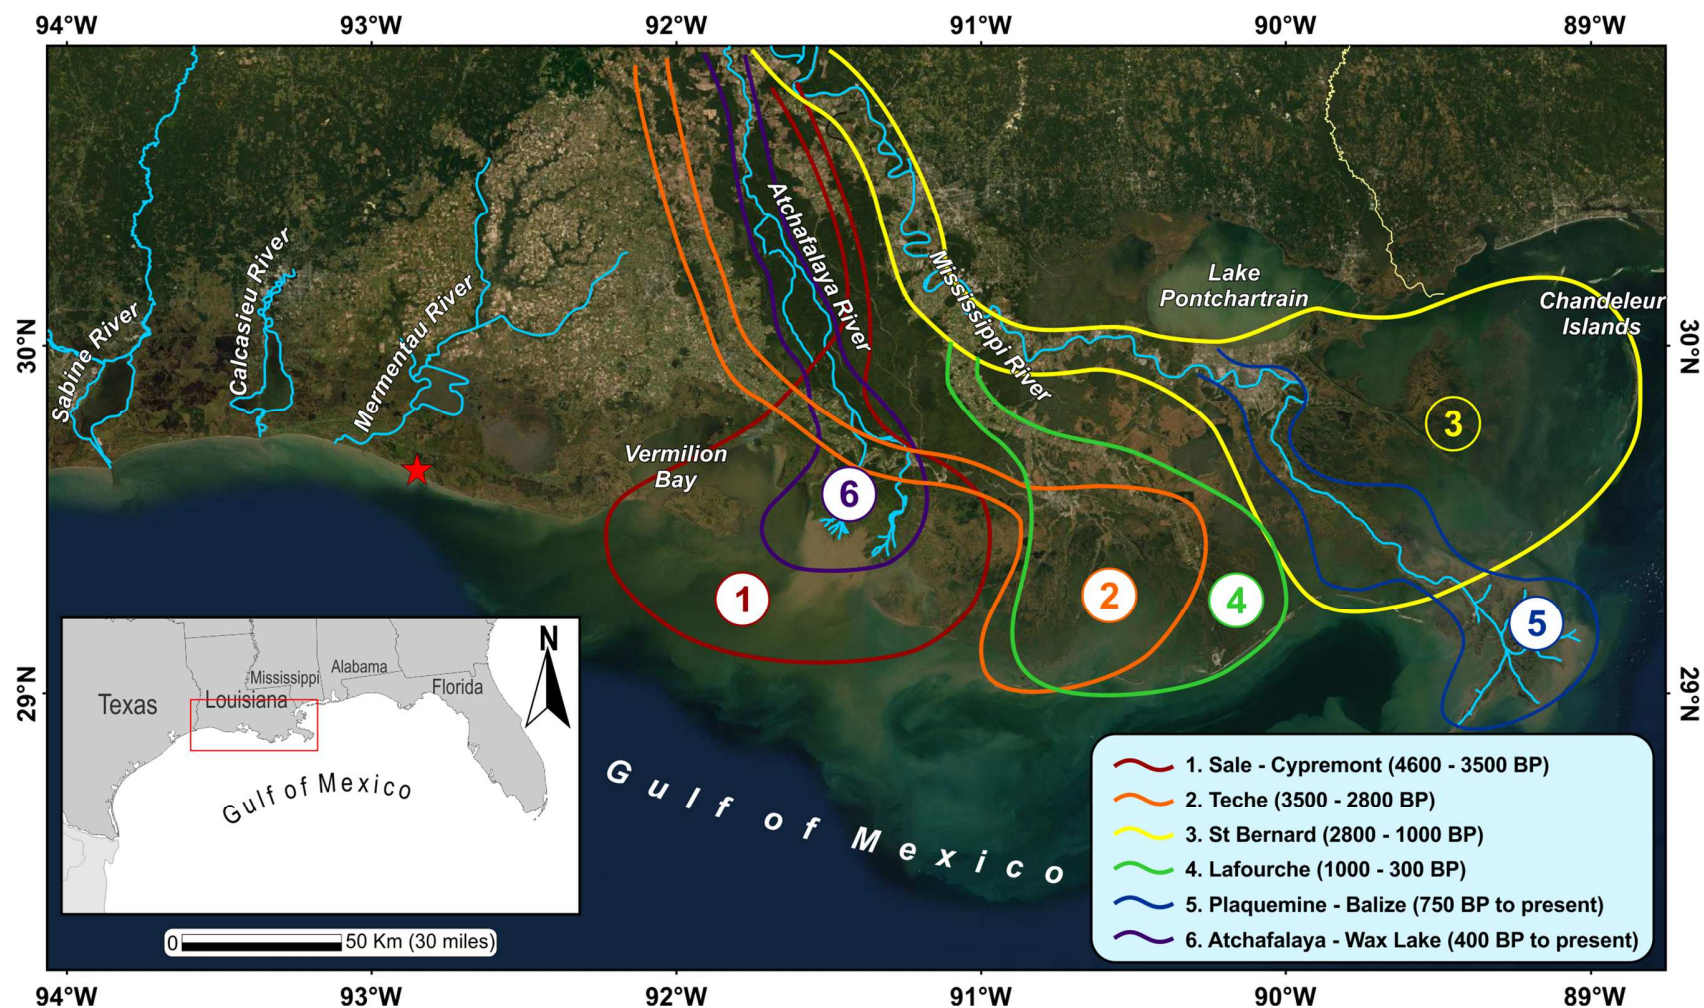 94°W 93°W 92°W 91°W 90°W 89°W
30°N
29°N
30°N
29°N
Sabine River
Calcasieu River
Mermentau River
Atchafalaya River
Mississippi River
Lake
Pontchartrain
Chandeleur
Islands
Vermilion
Bay
3
6
1
2
4
5
Gulf of Mexico
Texas
Louisiana
Mississippi
Alabama
Florida
Gulf of Mexico
N
0 50 Km (30 miles)
1. Sale - Cypremont (4600 - 3500 BP)
2. Teche (3500 - 2800 BP)
3. St Bernard (2800 - 1000 BP)
4. Lafourche (1000 - 300 BP)
5. Plaquemine - Balize (750 BP to present)
6. Atchafalaya - Wax Lake (400 BP to present)
94°W 93°W 92°W 91°W 90°W 89°W